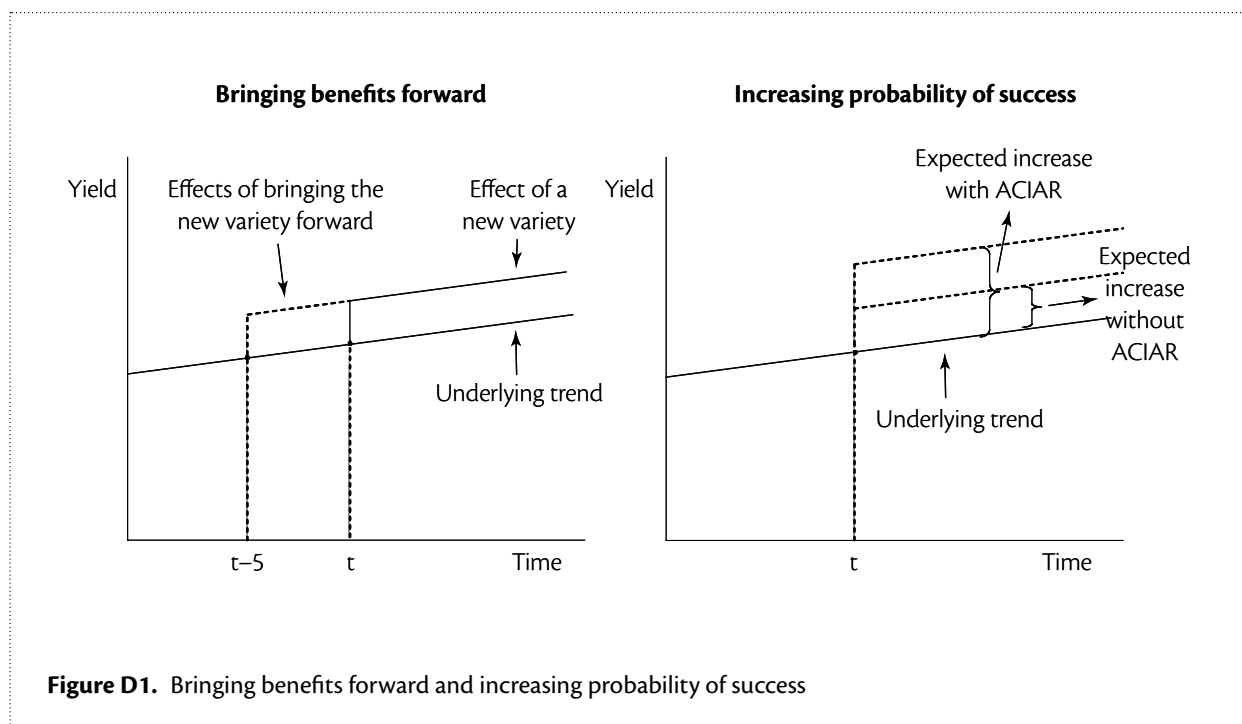 Bringing benefits forward
Yield
Effects of bringing the
new variety forward
Effect of a
new variety
Underlying trend
t–5
t
Time
Increasing probability of success
Yield
Expected increase
with ACIAR
Expected
increase
without
ACIAR
Underlying trend
t
Time
Figure D1. Bringing benefits forward and increasing probability of success